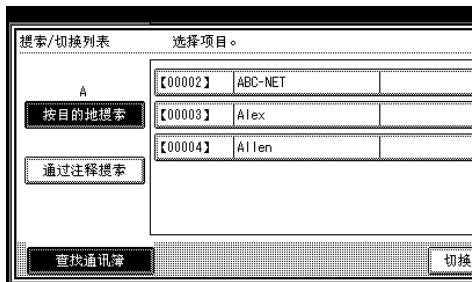 搜索/切换列表 选择项目。
A
【00002】 ABC-NET
按目的地搜索
【00003】 Alex
【00004】 Allen
通过注释搜索
查找通讯簿
切换